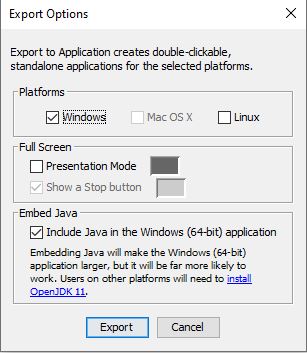 Export Options
Export to Application creates double-clickable,
standalone applications for the selected platforms.
Platforms
Windows Mac OS X Linux
Full Screen
Presentation Mode
Show a Stop button
Embed Java
Include Java in the Windows (64-bit) application
Embedding Java will make the Windows (64-bit)
application larger, but it will be far more likely to
work. Users on other platforms will need to install
OpenJDK 11.
Export Cancel